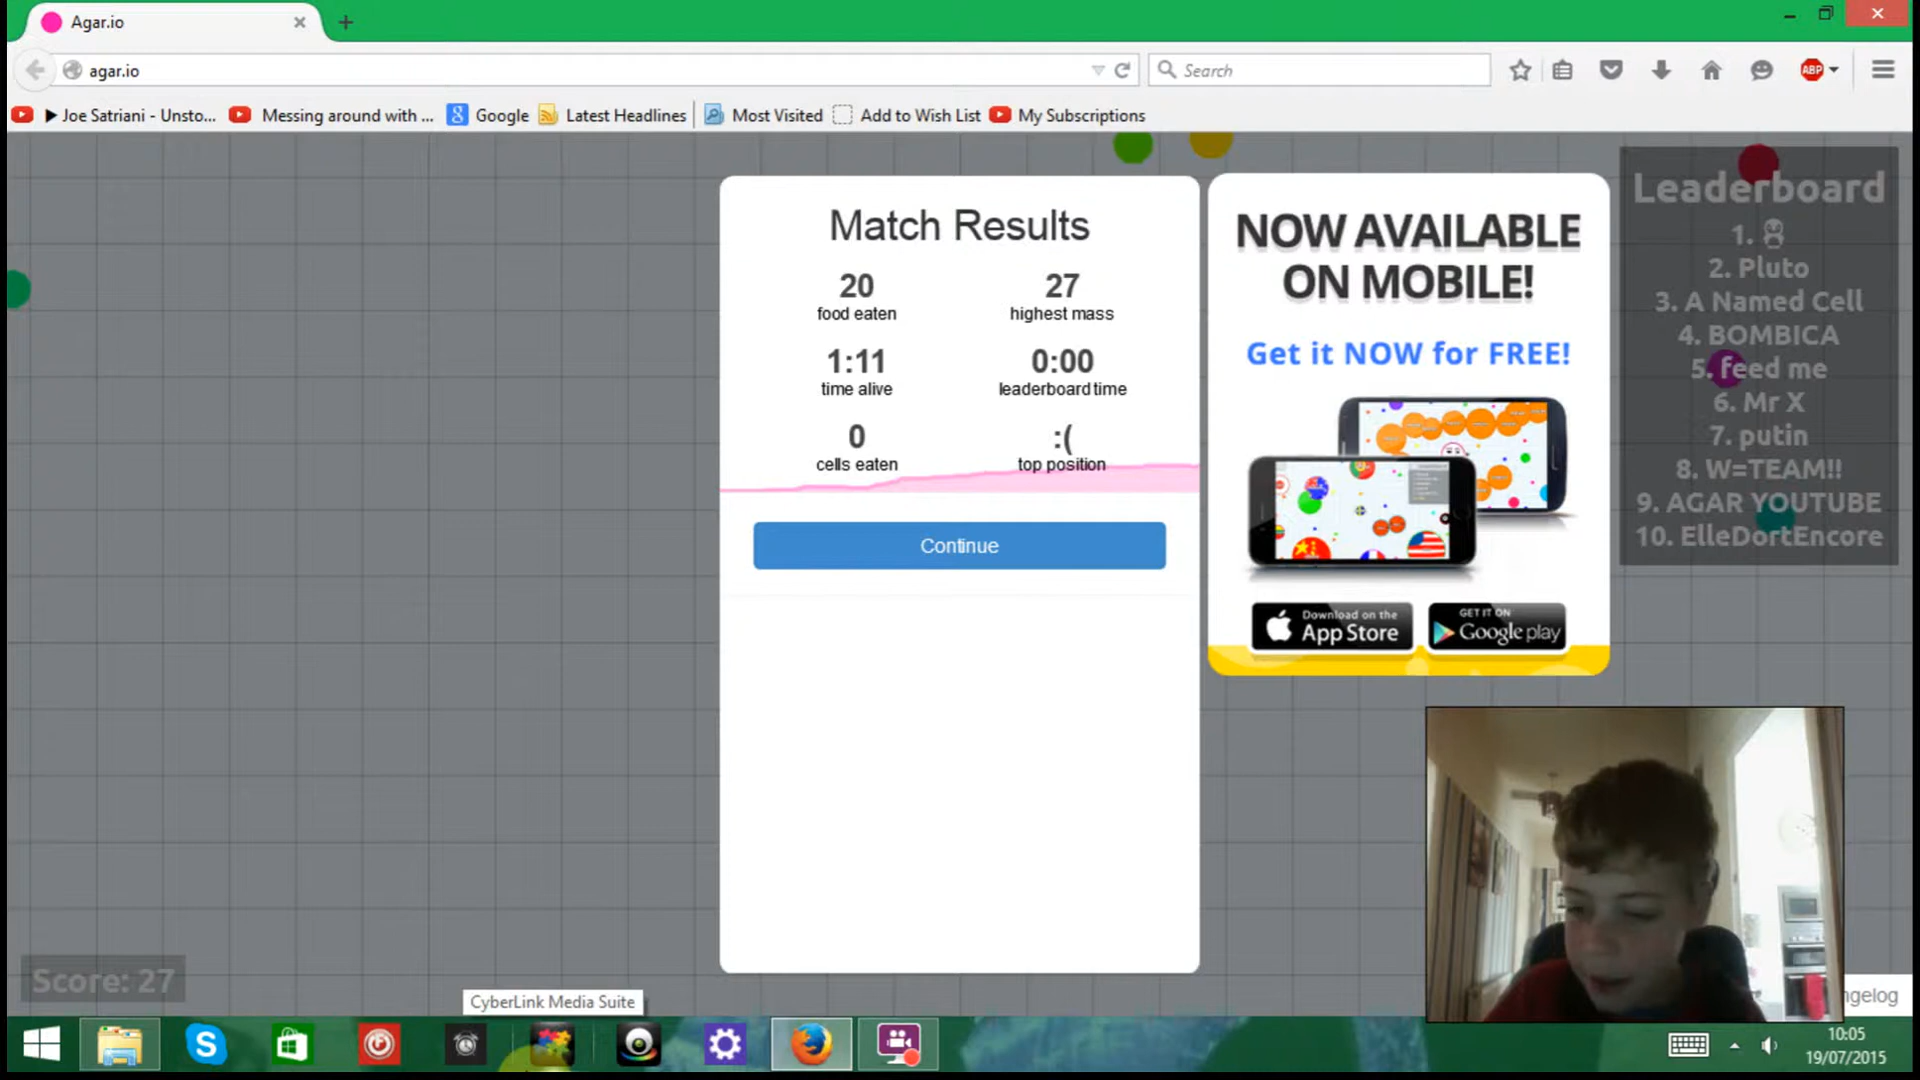 Agar.io
agar.io
Search
ABP
Joe Satriani - Unsto...
Messing around with ...
Google
Latest Headlines
Most Visited
Add to Wish List
My Subscriptions
Match Results
20
food eaten
27
highest mass
1:11
time alive
0:00
leaderboard time
0
cells eaten
:(
top position
Continue
NOW AVAILABLE
ON MOBILE!
Get it NOW for FREE!
Download on the
App Store
GET IT ON
Google play
Leaderboard
1.
2. Pluto
3. A Named Cell
4. BOMBICA
5. feed me
6. Mr X
7. putin
8. W=TEAM!!
9. AGAR YOUTUBE
10. ElleDortEncore
Score: 27
CyberLink Media Suite
ngelog
10:05
19/07/2015